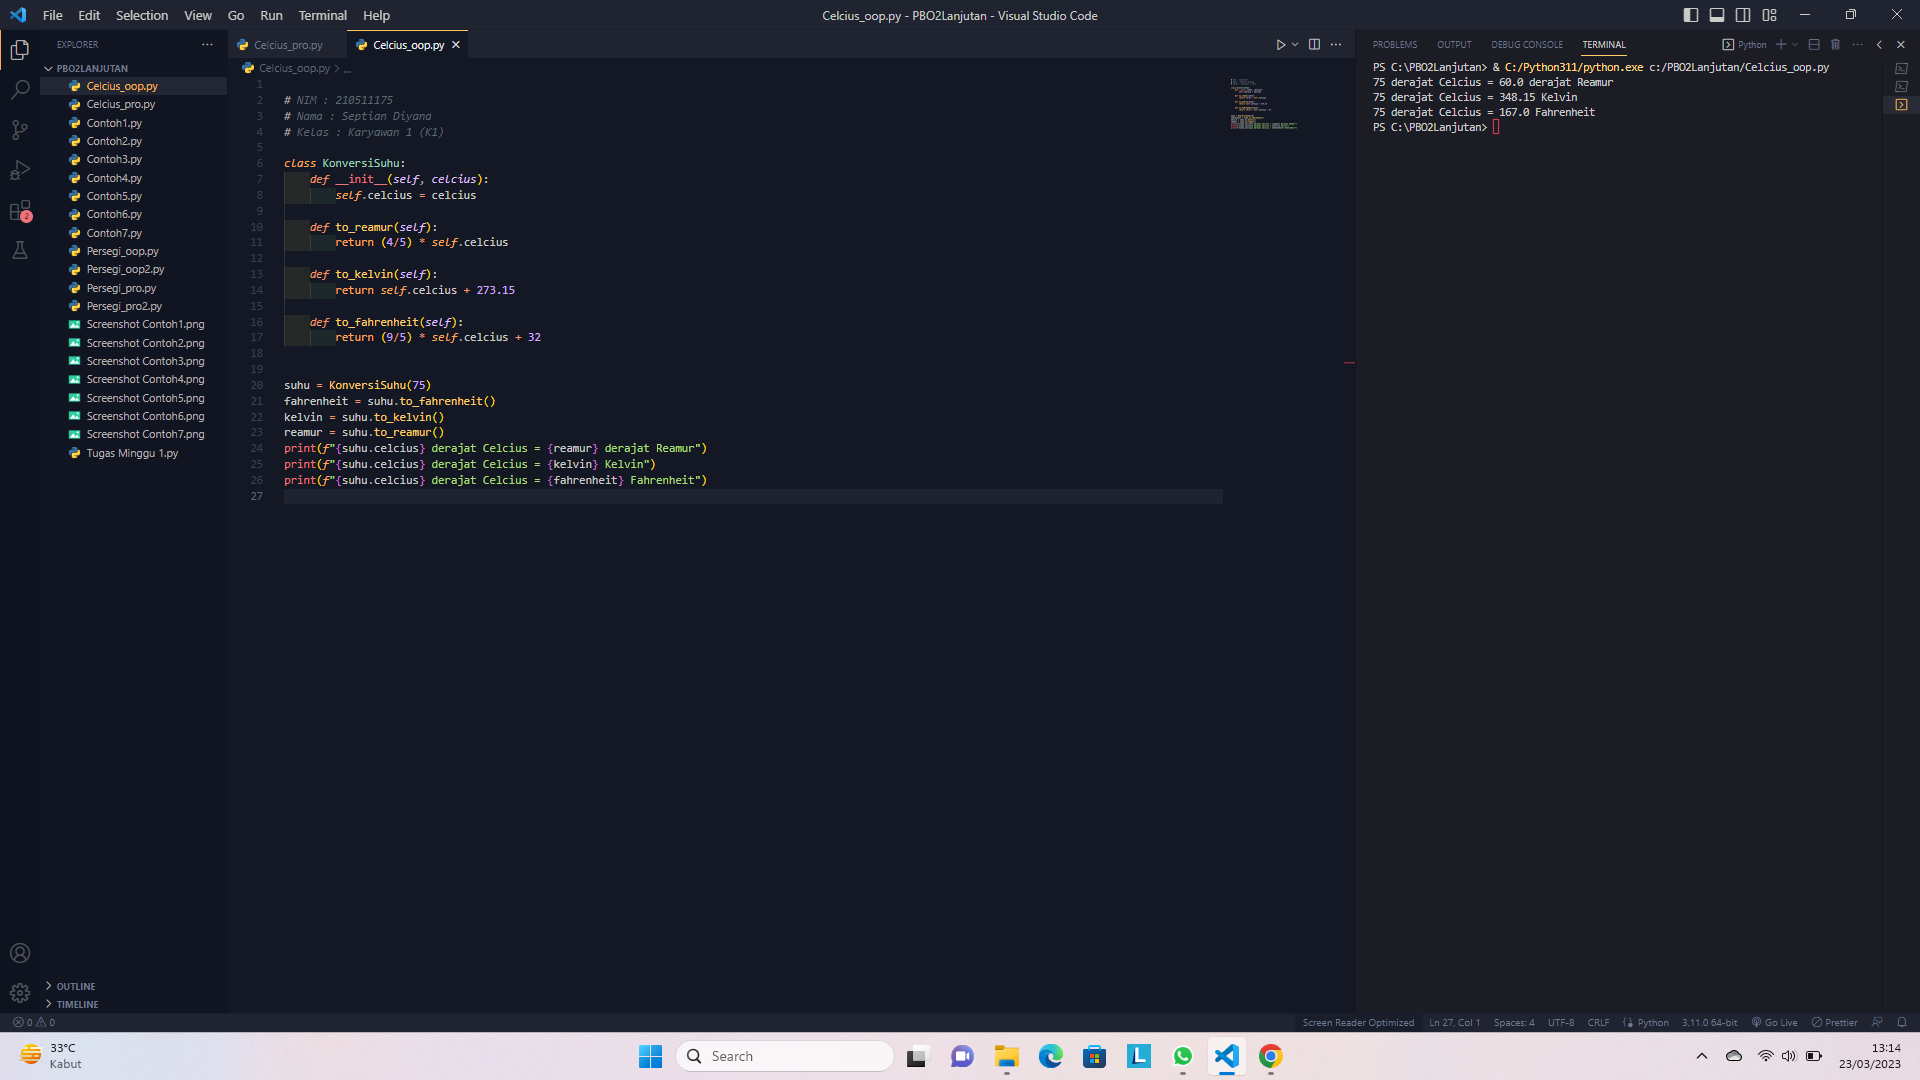 File Edit Selection View Go Run Terminal Help
Celcius_oop.py - PBO2Lanjutan - Visual Studio Code
EXPLORER
PBO2LANJUTAN
Celcius_oop.py
Celcius_pro.py
Contoh1.py
Contoh2.py
Contoh3.py
Contoh4.py
Contoh5.py
Contoh6.py
Contoh7.py
Persegi_oop.py
Persegi_oop2.py
Persegi_pro.py
Persegi_pro2.py
Screenshot Contoh1.png
Screenshot Contoh2.png
Screenshot Contoh3.png
Screenshot Contoh4.png
Screenshot Contoh5.png
Screenshot Contoh6.png
Screenshot Contoh7.png
Tugas Minggu 1.py
OUTLINE
TIMELINE
2
Celcius_pro.py Celcius_oop.py
Celcius_oop.py > ...
1
2 # NIM : 210511175
3 # Nama : Septian Diyana
4 # Kelas : Karyawan 1 (K1)
5
6 class KonversiSuhu:
7     def __init__(self, celcius):
8         self.celcius = celcius
9
10     def to_reamur(self):
11         return (4/5) * self.celcius
12
13     def to_kelvin(self):
14         return self.celcius + 273.15
15
16     def to_fahrenheit(self):
17         return (9/5) * self.celcius + 32
18
19
20 suhu = KonversiSuhu(75)
21 fahrenheit = suhu.to_fahrenheit()
22 kelvin = suhu.to_kelvin()
23 reamur = suhu.to_reamur()
24 print(f"{suhu.celcius} derajat Celcius = {reamur} derajat Reamur")
25 print(f"{suhu.celcius} derajat Celcius = {kelvin} Kelvin")
26 print(f"{suhu.celcius} derajat Celcius = {fahrenheit} Fahrenheit")
27
PROBLEMS OUTPUT DEBUG CONSOLE TERMINAL Python
PS C:\PBO2Lanjutan> & C:/Python311/python.exe c:/PBO2Lanjutan/Celcius_oop.py
75 derajat Celcius = 60.0 derajat Reamur
75 derajat Celcius = 348.15 Kelvin
75 derajat Celcius = 167.0 Fahrenheit
PS C:\PBO2Lanjutan>
0 0
Screen Reader Optimized Ln 27, Col 1 Spaces: 4 UTF-8 CRLF Python 3.11.0 64-bit Go Live Prettier
33°C
Kabut
Search
L
13:14
23/03/2023